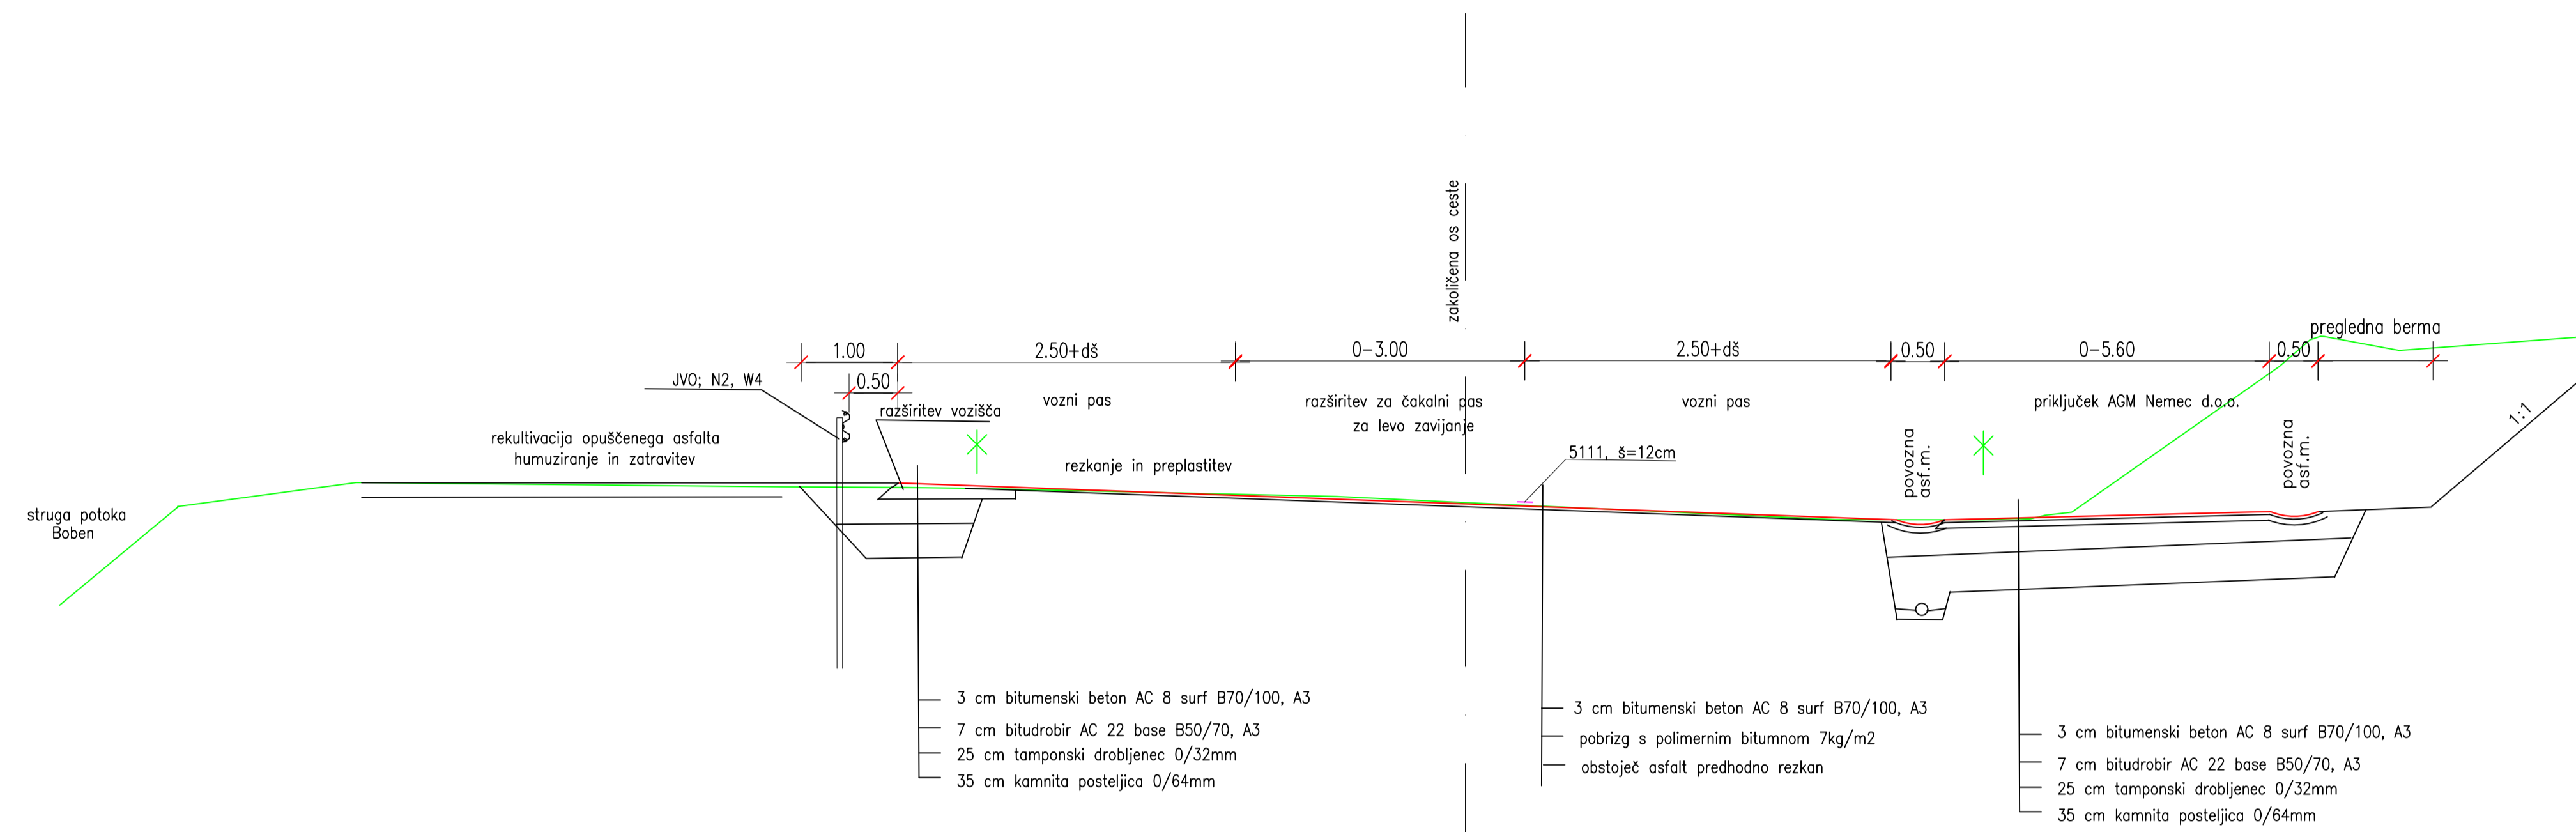 zakoličena os ceste
pregledna berma
1.00
2.50+dš
0-3.00
2.50+dš
0.50
0-5.60
0.50
JVO; N2, W4
0.50
razširitev vozišča
vozni pas
razširitev za čakalni pas
za levo zavijanje
vozni pas
priključek AGM Nemec d.o.o.
1:1
rekultivacija opuščenega asfalta
humuziranje in zatravitev
rezkanje in preplastitev
5111, š=12cm
povozna
asf.m.
povozna
asf.m.
struga potoka
Boben
3 cm bitumenski beton AC 8 surf B70/100, A3
7 cm bitudrobir AC 22 base B50/70, A3
25 cm tamponski drobljenec 0/32mm
35 cm kamnita posteljica 0/64mm
3 cm bitumenski beton AC 8 surf B70/100, A3
pobrizg s polimernim bitumnom 7kg/m2
obstoječ asfalt predhodno rezkan
3 cm bitumenski beton AC 8 surf B70/100, A3
7 cm bitudrobir AC 22 base B50/70, A3
25 cm tamponski drobljenec 0/32mm
35 cm kamnita posteljica 0/64mm